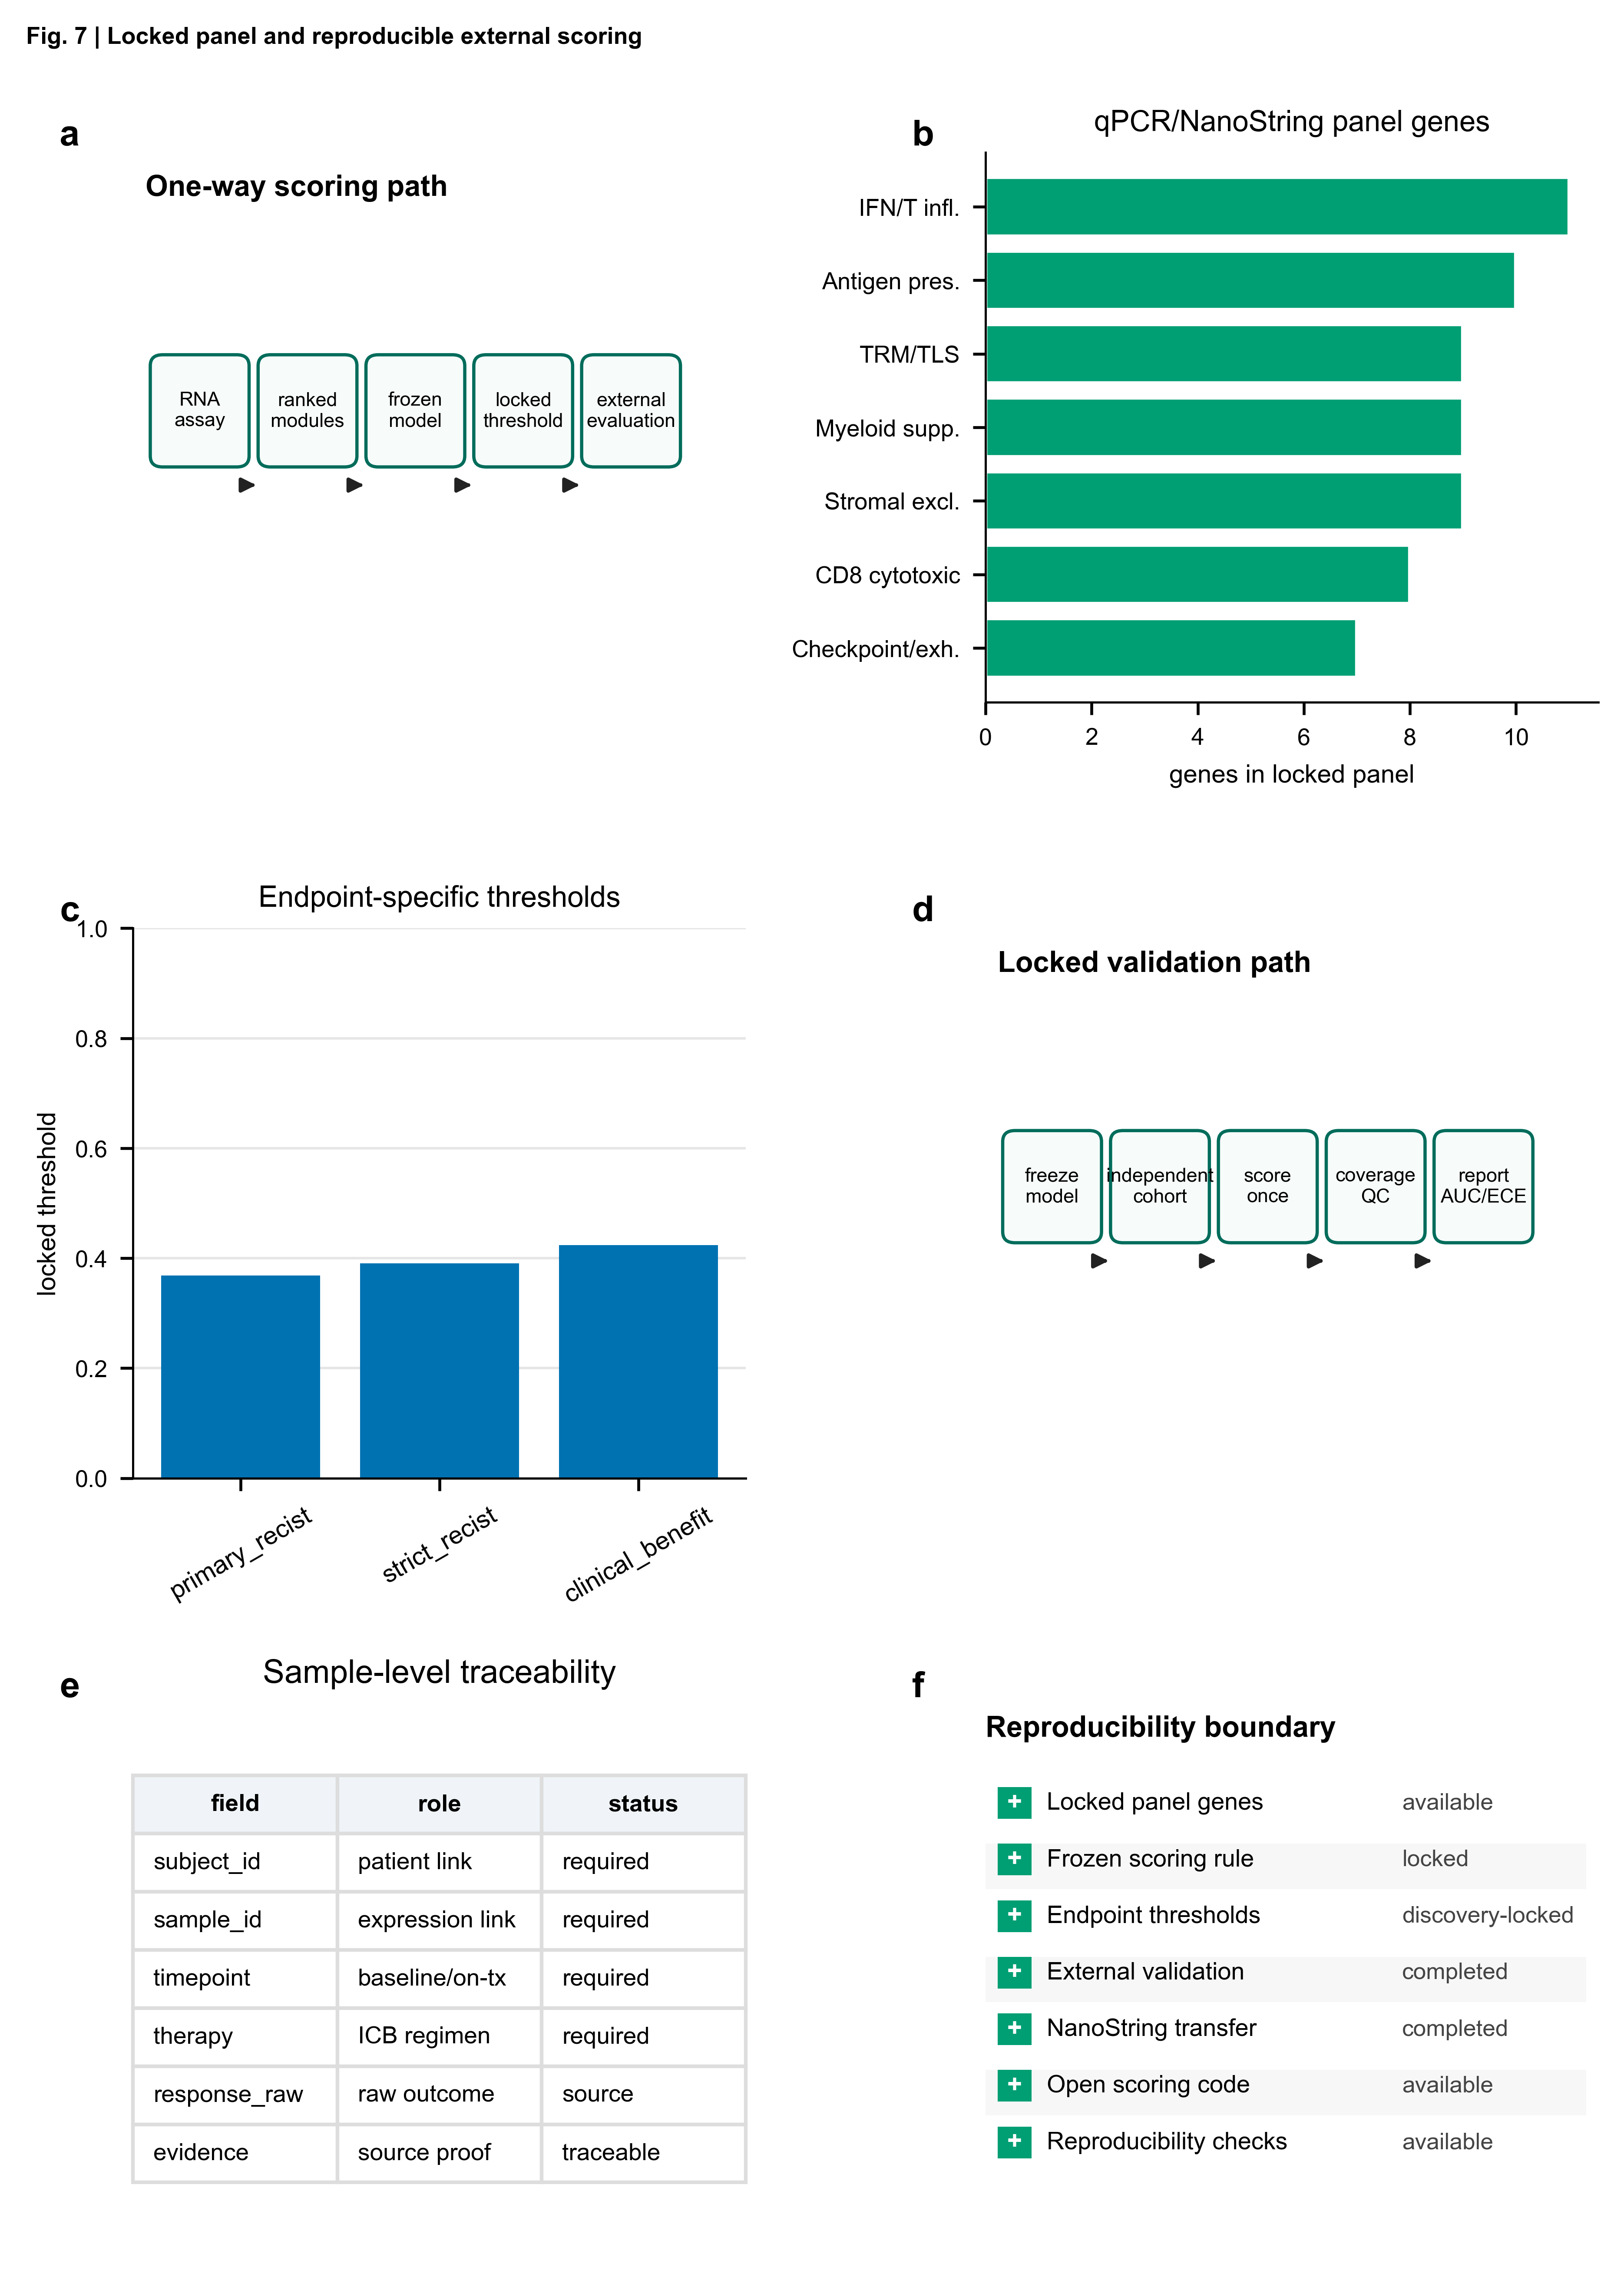 Fig. 7 | Locked panel and reproducible external scoring
a
One-way scoring path
RNA
assay
ranked
modules
frozen
model
locked
threshold
external
evaluation
b
qPCR/NanoString panel genes
IFN/T infl.
Antigen pres.
TRM/TLS
Myeloid supp.
Stromal excl.
CD8 cytotoxic
Checkpoint/exh.
0 2 4 6 8 10
genes in locked panel
c
Endpoint-specific thresholds
1.0
0.8
0.6
0.4
0.2
0.0
locked threshold
primary_recist
strict_recist
clinical_benefit
d
Locked validation path
freeze
model
independent
cohort
score
once
coverage
QC
report
AUC/ECE
e
Sample-level traceability
field role status
subject_id patient link required
sample_id expression link required
timepoint baseline/on-tx required
therapy ICB regimen required
response_raw raw outcome source
evidence source proof traceable
f
Reproducibility boundary
+ Locked panel genes available
+ Frozen scoring rule locked
+ Endpoint thresholds discovery-locked
+ External validation completed
+ NanoString transfer completed
+ Open scoring code available
+ Reproducibility checks available